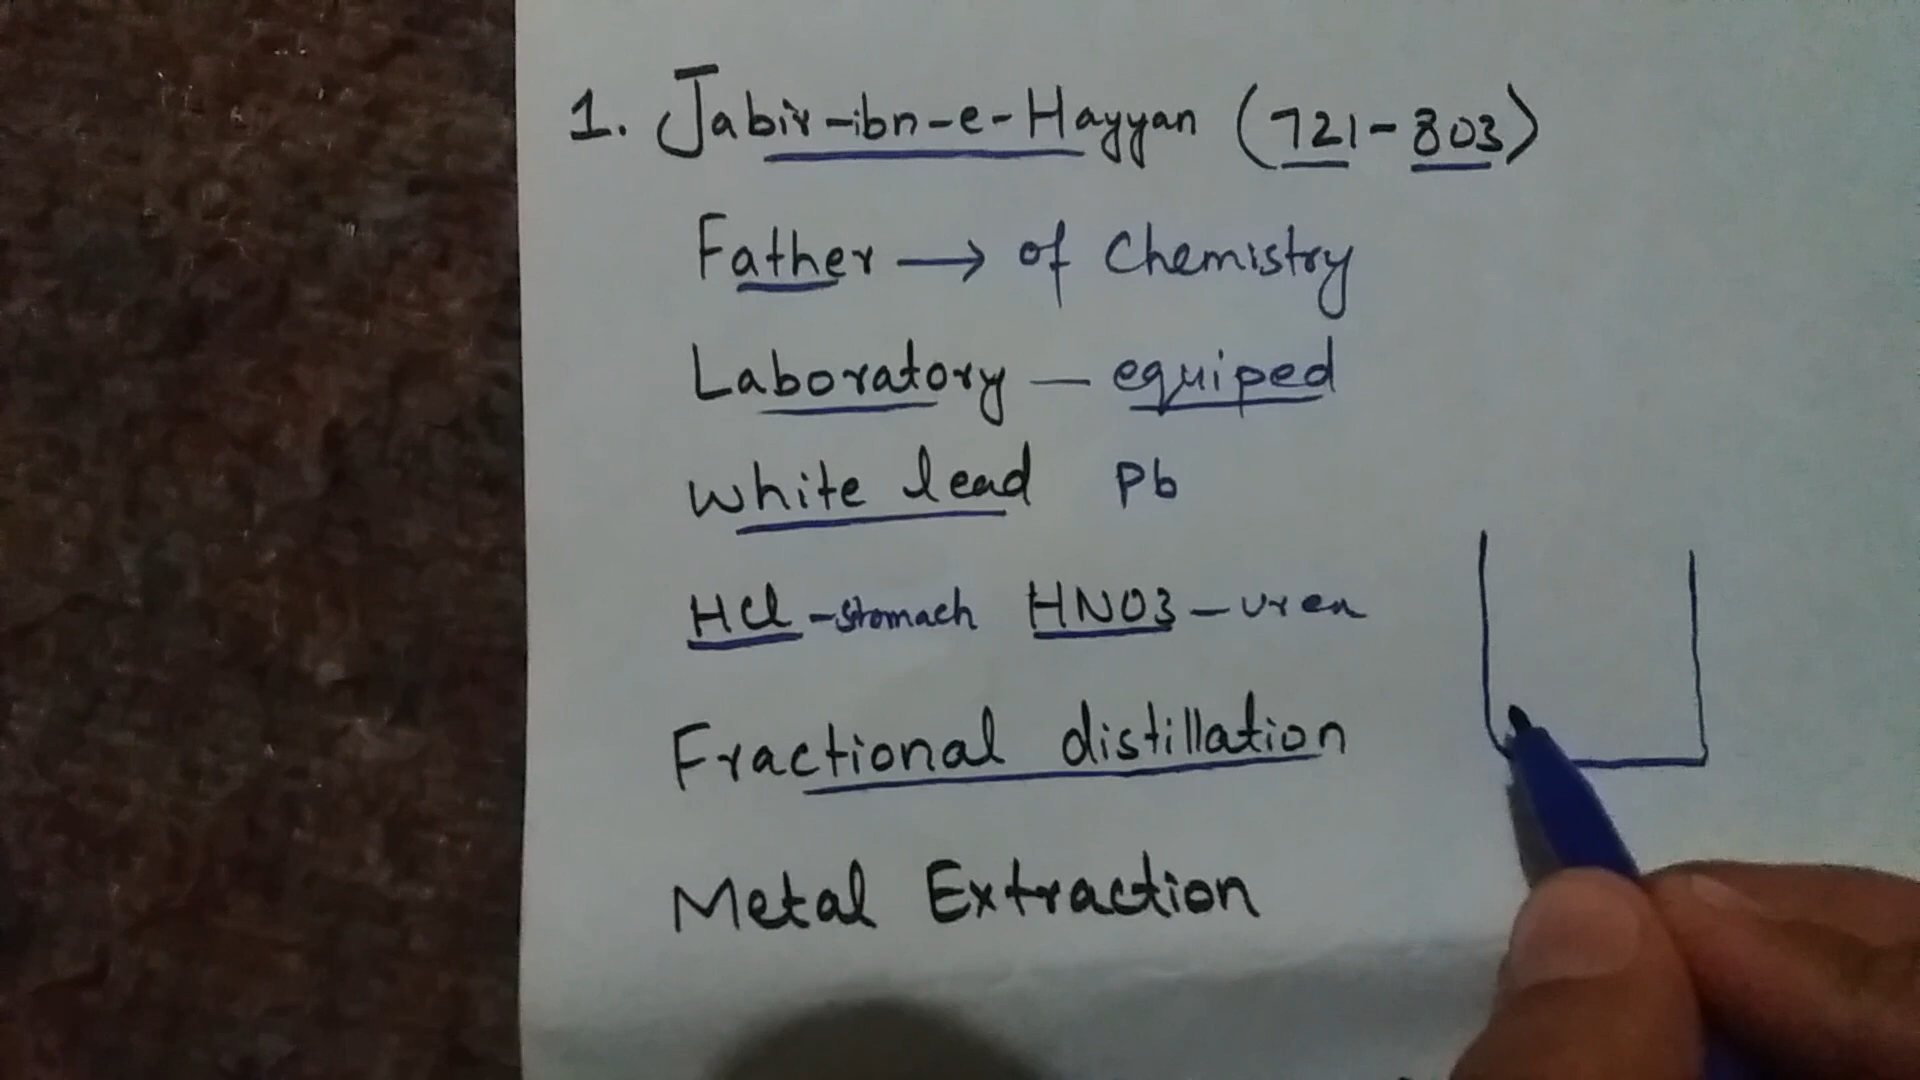 1. Jabir-ibn-e-Hayyan (721-803)
Father → of Chemistry
Laboratory - equiped
white lead Pb
HCl - stomach HNO3 - urea
Fractional distillation
Metal Extraction